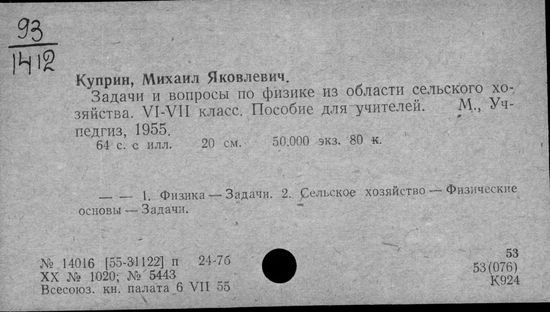 93
1412
Куприн, Михаил Яковлевич.
Задачи и вопросы по физике из области сельского хо-
зяйства. VI-VII класс. Пособие для учителей. М., Уч-
педгиз, 1955.
64 с. с илл. 20 см. 50.000 экз. 80 к.
— — 1. Физика — Задачи. 2. Сельское хозяйство — Физические
основы — Задачи.
№ 14016 [55-31122] п 24-7б
XX № 1020; № 5443
Всесоюз. кн. палата 6 VII 55
53
53(076)
К924